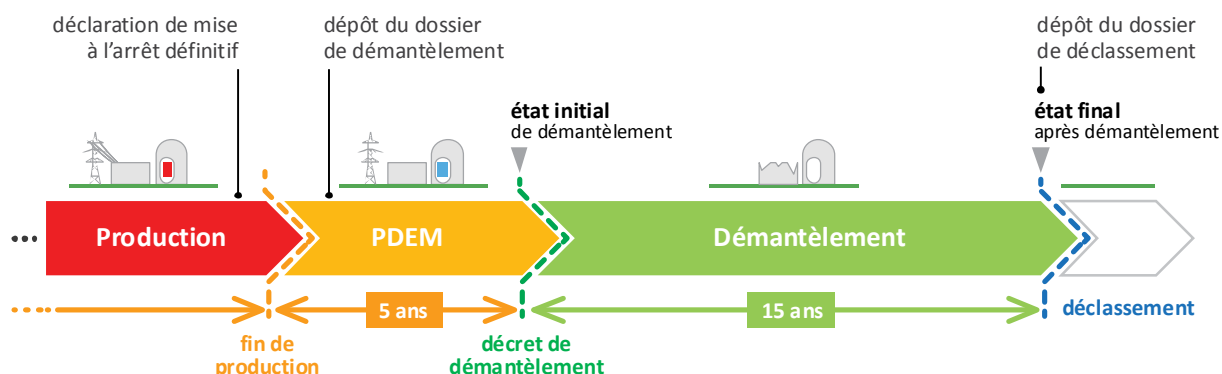 déclaration de mise
à l’arrêt définitif
dépôt du dossier
de démantèlement
état initial
de démantèlement
dépôt du dossier
de déclassement
état final
après démantèlement
Production
PDEM
Démantèlement
5 ans
15 ans
déclassement
fin de
production
décret de
démantèlement